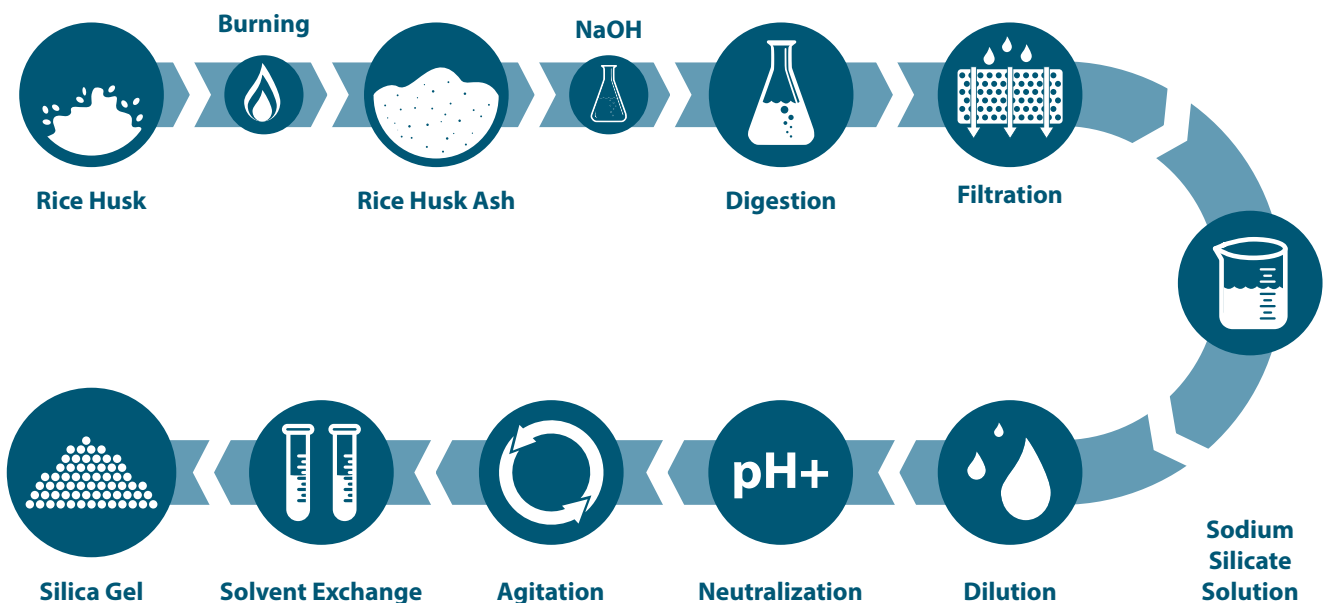 Burning
NaOH
Rice Husk
Rice Husk Ash
Digestion
Filtration
Sodium
Silicate
Solution
Dilution
pH+
Neutralization
Agitation
Solvent Exchange
Silica Gel